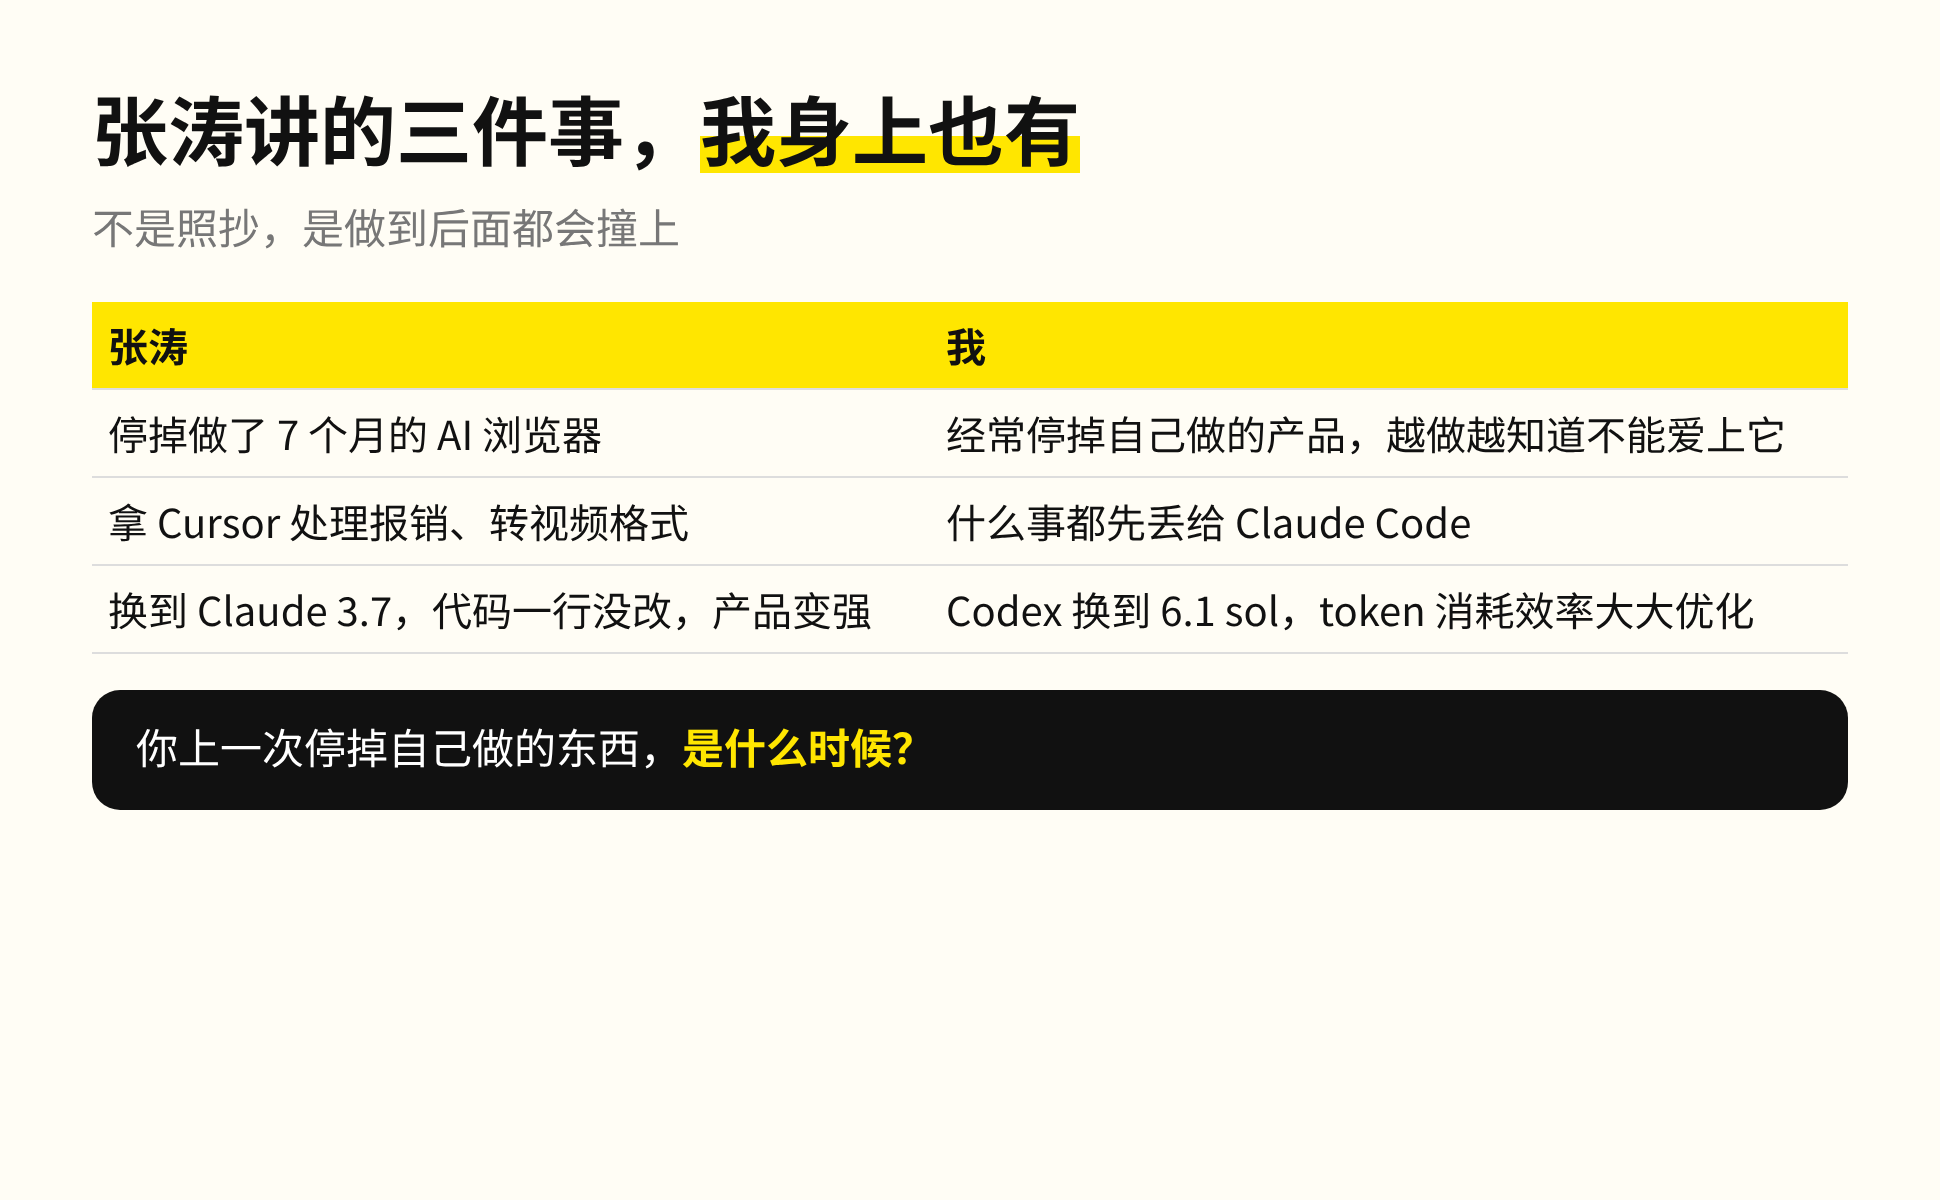 张涛讲的三件事，我身上也有
不是照抄，是做到后面都会撞上
张涛 我
停掉做了 7 个月的 AI 浏览器 经常停掉自己做的产品，越做越知道不能爱上它
拿 Cursor 处理报销、转视频格式 什么事都先丢给 Claude Code
换到 Claude 3.7，代码一行没改，产品变强 Codex 换到 6.1 sol，token 消耗效率大大优化
你上一次停掉自己做的东西，是什么时候？